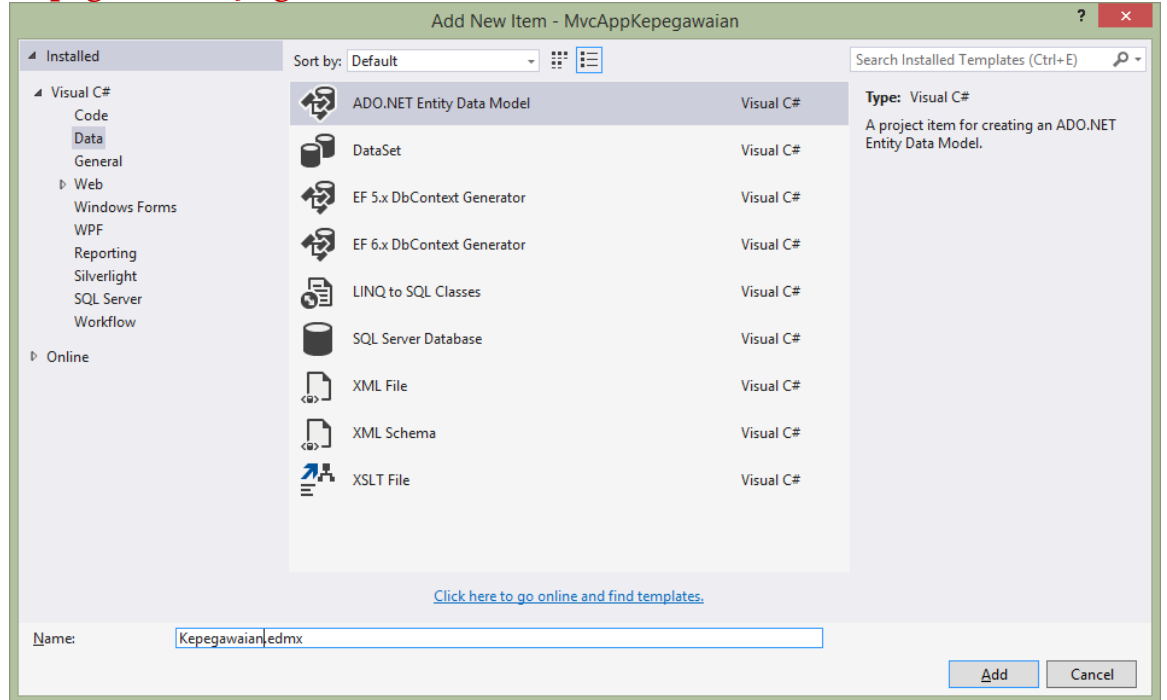 Add New Item - MvcAppKepegawaian
? ×
Installed
Sort by: Default
Search Installed Templates (Ctrl+E)
Visual C#
Code
Data
General
Web
Windows Forms
WPF
Reporting
Silverlight
SQL Server
Workflow
Online
ADO.NET Entity Data Model Visual C#
DataSet Visual C#
EF 5.x DbContext Generator Visual C#
EF 6.x DbContext Generator Visual C#
LINQ to SQL Classes Visual C#
SQL Server Database Visual C#
XML File Visual C#
XML Schema Visual C#
XSLT File Visual C#
Type: Visual C#
A project item for creating an ADO.NET
Entity Data Model.
Click here to go online and find templates.
Name: Kepegawaian.edmx
Add Cancel